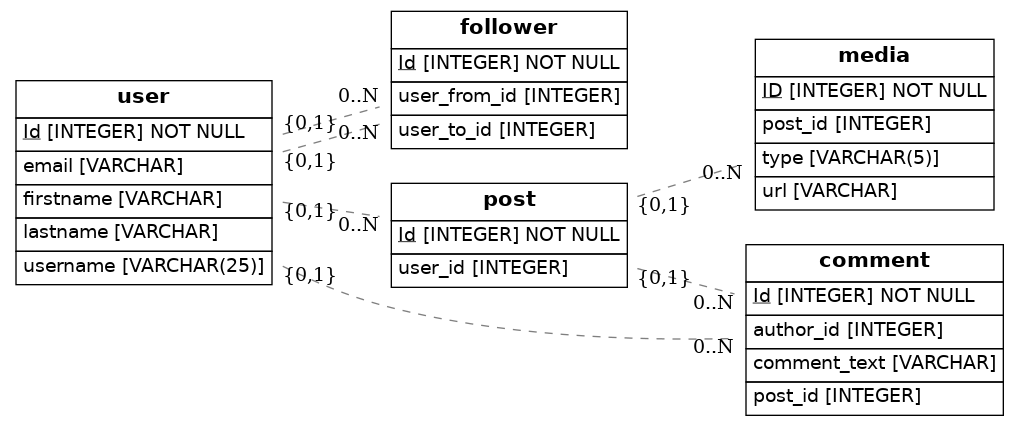 user
Id [INTEGER] NOT NULL
email [VARCHAR]
firstname [VARCHAR]
lastname [VARCHAR]
username [VARCHAR(25)]
follower
Id [INTEGER] NOT NULL
user_from_id [INTEGER]
user_to_id [INTEGER]
post
Id [INTEGER] NOT NULL
user_id [INTEGER]
media
ID [INTEGER] NOT NULL
post_id [INTEGER]
type [VARCHAR(5)]
url [VARCHAR]
comment
Id [INTEGER] NOT NULL
author_id [INTEGER]
comment_text [VARCHAR]
post_id [INTEGER]
0..N
{0,1}
0..N
{0,1}
{0,1}
0..N
{0,1}
0..N
0..N
{0,1}
{0,1}
0..N